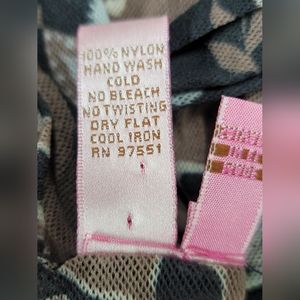 100% NYLON
HAND WASH
COLD
NO BLEACH
NO TWISTING
DRY FLAT
COOL IRON
RN 97551